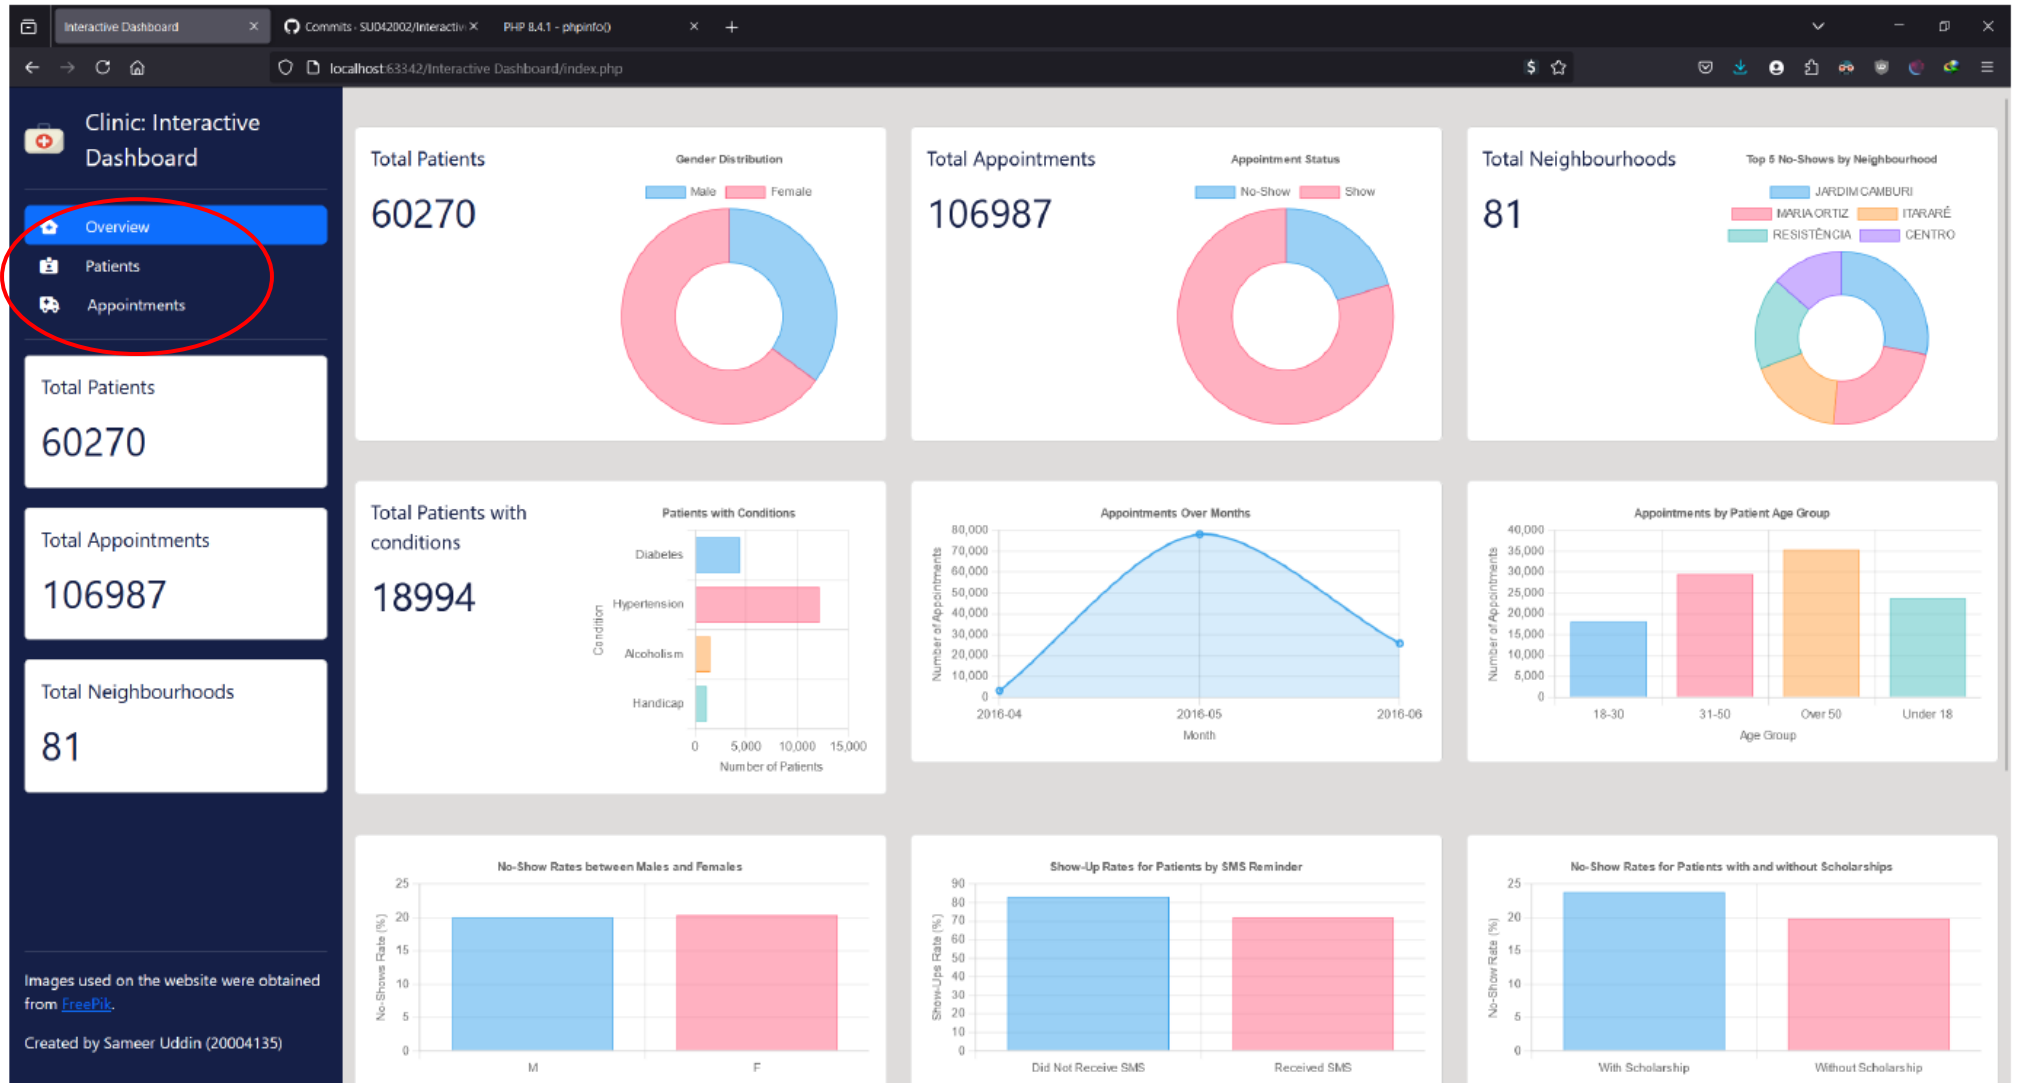 Interactive Dashboard
Commits · SU042002/Interactiv
PHP 8.4.1 - phpinfo()
localhost:63342/Interactive Dashboard/index.php
Clinic: Interactive
Dashboard
Overview
Patients
Appointments
Total Patients
60270
Total Appointments
106987
Total Neighbourhoods
81
Images used on the website were obtained
from FreePik.
Created by Sameer Uddin (20004135)
Total Patients
60270
Gender Distribution
Male Female
Total Appointments
106987
Appointment Status
No-Show Show
Total Neighbourhoods
81
Top 5 No-Shows by Neighbourhood
JARDIM CAMBURI
MARIA ORTIZ ITARARÉ
RESISTÊNCIA CENTRO
Total Patients with
conditions
18994
Patients with Conditions
Condition
Diabetes
Hypertension
Alcoholism
Handicap
0 5,000 10,000 15,000
Number of Patients
Appointments Over Months
Number of Appointments
80,000
70,000
60,000
50,000
40,000
30,000
20,000
10,000
0
2016-04 2016-05 2016-06
Month
Appointments by Patient Age Group
Number of Appointments
40,000
35,000
30,000
25,000
20,000
15,000
10,000
5,000
0
18-30 31-50 Over 50 Under 18
Age Group
No-Show Rates between Males and Females
No-Shows Rate (%)
25
20
15
10
5
0
M F
Show-Up Rates for Patients by SMS Reminder
Show-Ups Rate (%)
90
80
70
60
50
40
30
20
10
0
Did Not Receive SMS Received SMS
No-Show Rates for Patients with and without Scholarships
No-Show Rate (%)
25
20
15
10
5
0
With Scholarship Without Scholarship